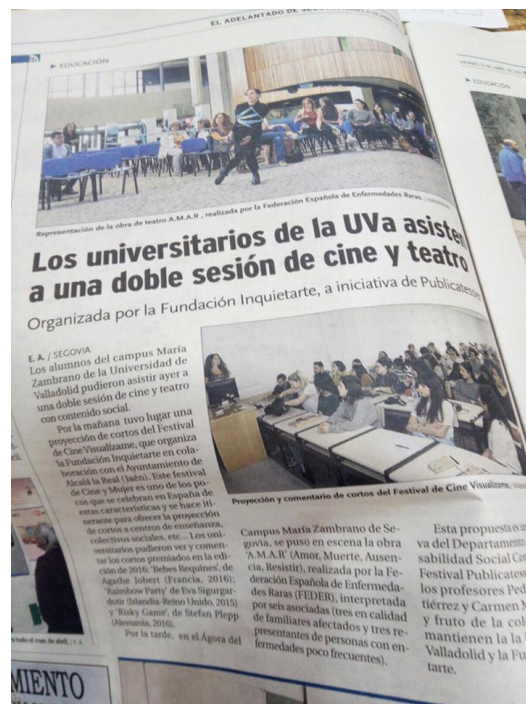 EL ADELANTADO DE
EDUCACIÓN
Representación de la obra de teatro A.M.A.R , realizada por la Federación Española de Enfermedades Raras.
Los universitarios de la UVa asisten
a una doble sesión de cine y teatro
Organizada por la Fundación Inquietarte, a iniciativa de Publicatessen
E. A. / SEGOVIA
Los alumnos del campus María
Zambrano de la Universidad de
Valladolid pudieron asistir ayer a
una doble sesión de cine y teatro
con contenido social.
Por la mañana tuvo lugar una
proyección de cortos del Festival
de Cine Visualízame, que organiza
la Fundación Inquietarte en cola-
boración con el Ayuntamiento de
Alcalá la Real (Jaén). Este festival
de Cine y Mujer es uno de los po-
cos que se celebran en España de
estas características y se hace iti-
nerante para ofrecer la proyección
de cortos a centros de enseñanza,
colectivos sociales, etc... Los uni-
versitarios pudieron ver y comen-
tar los cortos premiados en la edi-
ción de 2016: 'Bebes Requines', de
Agathe Jobert (Francia, 2016);
'Rainbow Party' de Eva Sigurgar-
dottir (Islandia-Reino Unido, 2015)
y 'Risky Game', de Stefan Plepp
(Alemania, 2016).
Por la tarde, en el Ágora del
Proyección y comentario de cortos del Festival de Cine Visualízame.
Campus María Zambrano de Se-
govia, se puso en escena la obra
'A.M.A.R' (Amor, Muerte, Ausen-
cia, Resistir), realizada por la Fe-
deración Española de Enfermeda-
des Raras (FEDER), interpretada
por seis asociadas (tres en calidad
de familiares afectados y tres re-
presentantes de personas con en-
fermedades poco frecuentes).
Esta propuesta es
va del Departamento
sabilidad Social
Festival Publicates
los profesores Ped
tiérrez y Carmen
y fruto de la col
mantienen la
Valladolid y la Fu
tarte.
EDUCACIÓN
todo el mes de abril. / E.A.
MIENTO